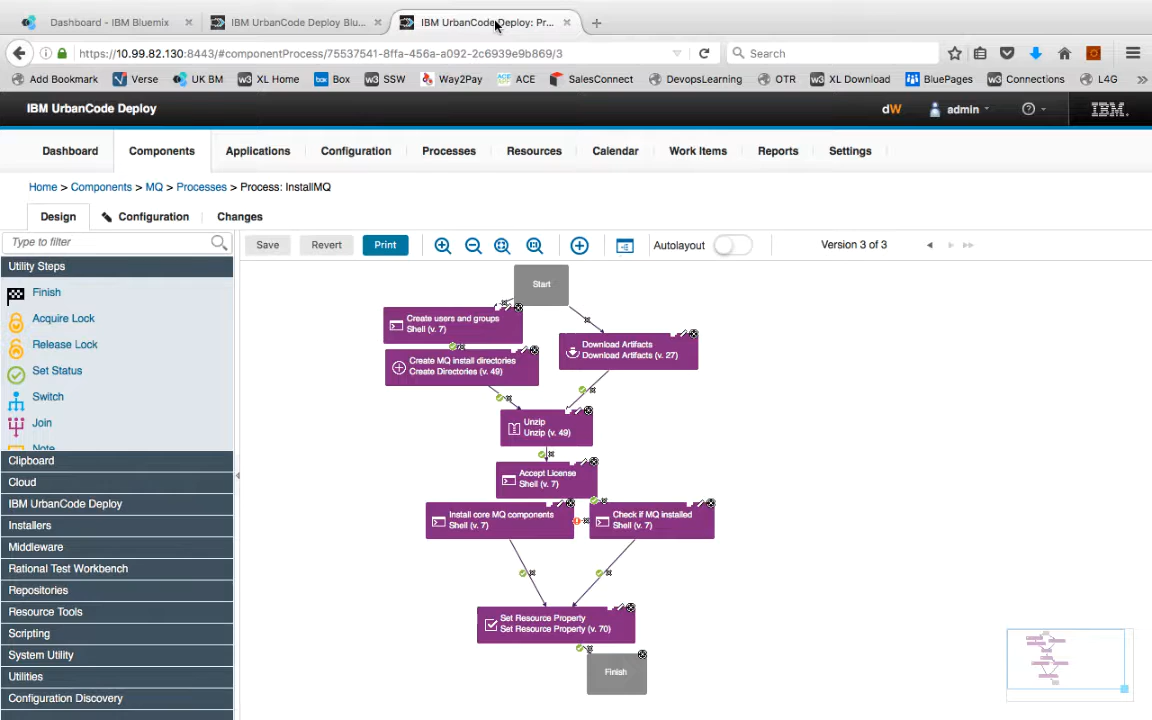 Dashboard - IBM Bluemix
IBM UrbanCode Deploy Blu...
IBM UrbanCode Deploy: Pr...
https://10.99.82.130:8443/#componentProcess/75537541-8ffa-456a-a092-2c6939e9b869/3
Search
Add Bookmark
Verse
UK BM
w3 XL Home
box Box
w3 SSW
Way2Pay
ACE ACE
SalesConnect
DevopsLearning
OTR
w3 XL Download
BluePages
w3 Connections
L4G
IBM UrbanCode Deploy
dW
admin
IBM.
Dashboard
Components
Applications
Configuration
Processes
Resources
Calendar
Work Items
Reports
Settings
Home > Components > MQ > Processes > Process: InstallMQ
Design
Configuration
Changes
Type to filter
Save
Revert
Print
Autolayout
Version 3 of 3
Utility Steps
Finish
Acquire Lock
Release Lock
Set Status
Switch
Join
Note
Clipboard
Cloud
IBM UrbanCode Deploy
Installers
Middleware
Rational Test Workbench
Repositories
Resource Tools
Scripting
System Utility
Utilities
Configuration Discovery
Start
Create users and groups
Shell (v. 7)
Download Artifacts
Download Artifacts (v. 27)
Create MQ install directories
Create Directories (v. 49)
Unzip
Unzip (v. 49)
Accept License
Shell (v. 7)
Install core MQ components
Shell (v. 7)
Check if MQ installed
Shell (v. 7)
Set Resource Property
Set Resource Property (v. 70)
Finish